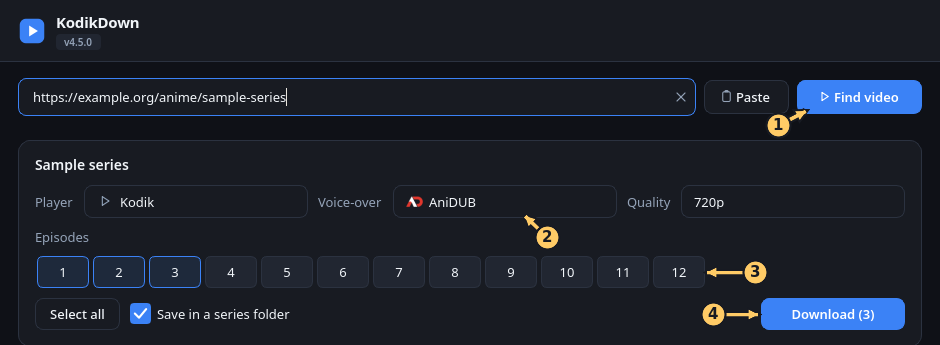 KodikDown
v4.5.0
https://example.org/anime/sample-series
Paste
Find video
1
Sample series
Player
Kodik
Voice-over
AniDUB
Quality
720p
2
Episodes
1 2 3 4 5 6 7 8 9 10 11 12
3
Select all
Save in a series folder
4
Download (3)